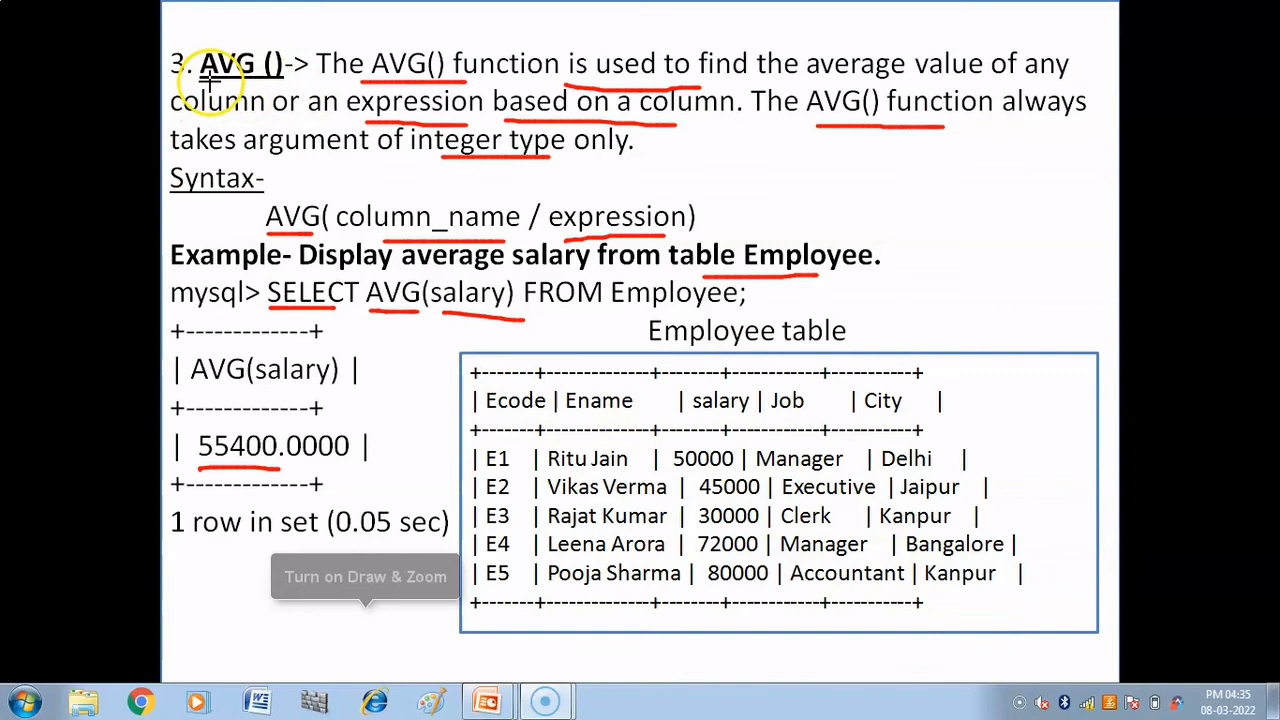 3. AVG ()-> The AVG() function is used to find the average value of any
column or an expression based on a column. The AVG() function always
takes argument of integer type only.
Syntax-
AVG( column_name / expression)
Example- Display average salary from table Employee.
mysql> SELECT AVG(salary) FROM Employee;
+-------------+
| AVG(salary) |
+-------------+
| 55400.0000 |
+-------------+
1 row in set (0.05 sec)
Turn on Draw & Zoom
Employee table
+-------+-------------+--------+-----------+-----------+
| Ecode | Ename | salary | Job | City |
+-------+-------------+--------+-----------+-----------+
| E1 | Ritu Jain | 50000 | Manager | Delhi |
| E2 | Vikas Verma | 45000 | Executive | Jaipur |
| E3 | Rajat Kumar | 30000 | Clerk | Kanpur |
| E4 | Leena Arora | 72000 | Manager | Bangalore |
| E5 | Pooja Sharma | 80000 | Accountant | Kanpur |
+-------+-------------+--------+-----------+-----------+
PM 04:35
08-03-2022